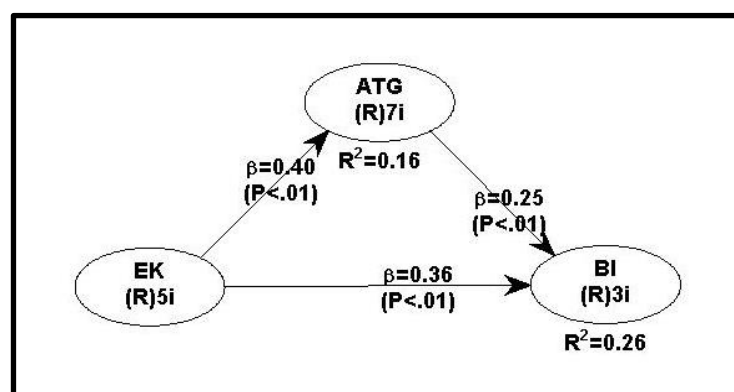 ATG
(R)7i
R²=0.16
β=0.40
(P<.01)
β=0.25
(P<.01)
EK
(R)5i
β=0.36
(P<.01)
BI
(R)3i
R²=0.26